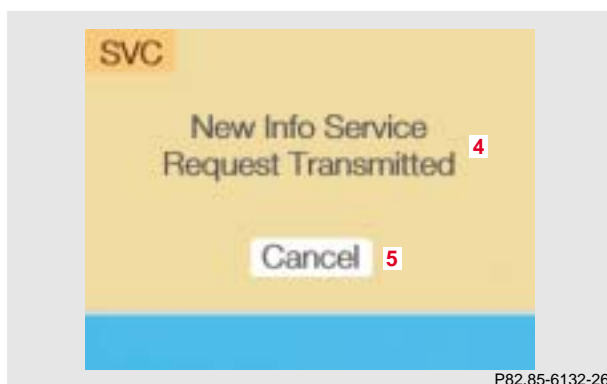 SVC
New Info Service
Request Transmitted
4
Cancel
5
P82.85-6132-26